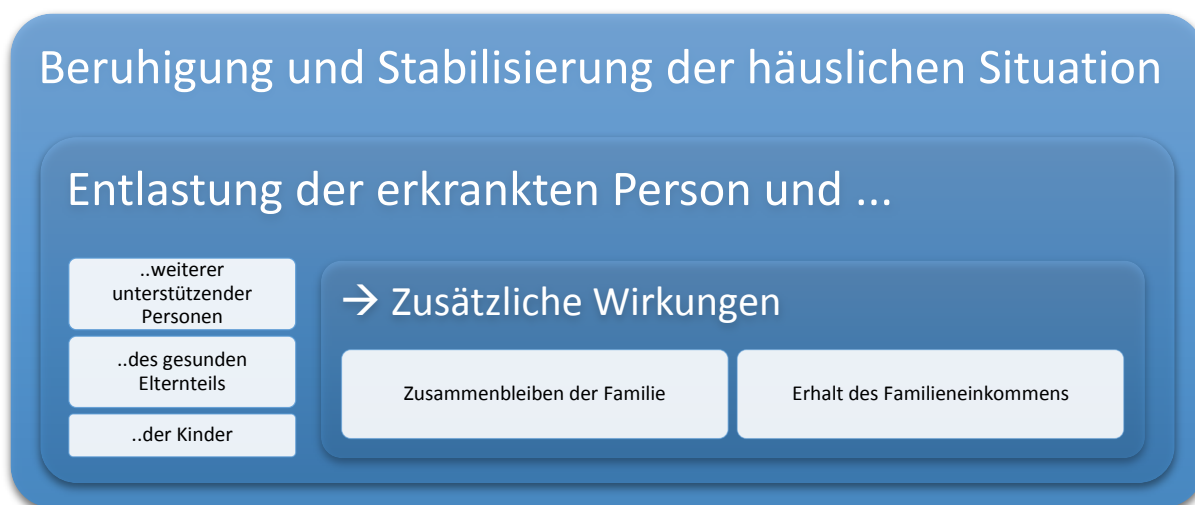 Beruhigung und Stabilisierung der häuslichen Situation
Entlastung der erkrankten Person und ...
..weiterer
unterstützender
Personen
..des gesunden
Elternteils
..der Kinder
→ Zusätzliche Wirkungen
Zusammenbleiben der Familie
Erhalt des Familieneinkommens